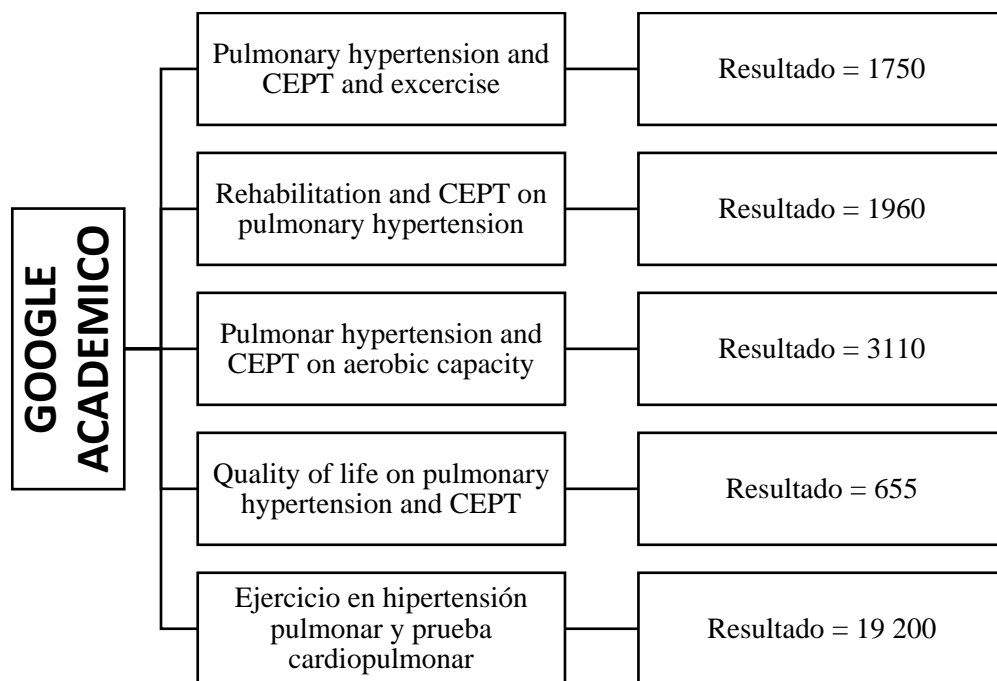 GOOGLE
ACADEMICO
Pulmonary hypertension and
CEPT and excercise
Resultado = 1750
Rehabilitation and CEPT on
pulmonary hypertension
Resultado = 1960
Pulmonar hypertension and
CEPT on aerobic capacity
Resultado = 3110
Quality of life on pulmonary
hypertension and CEPT
Resultado = 655
Ejercicio en hipertensión
pulmonar y prueba
cardiopulmonar
Resultado = 19 200